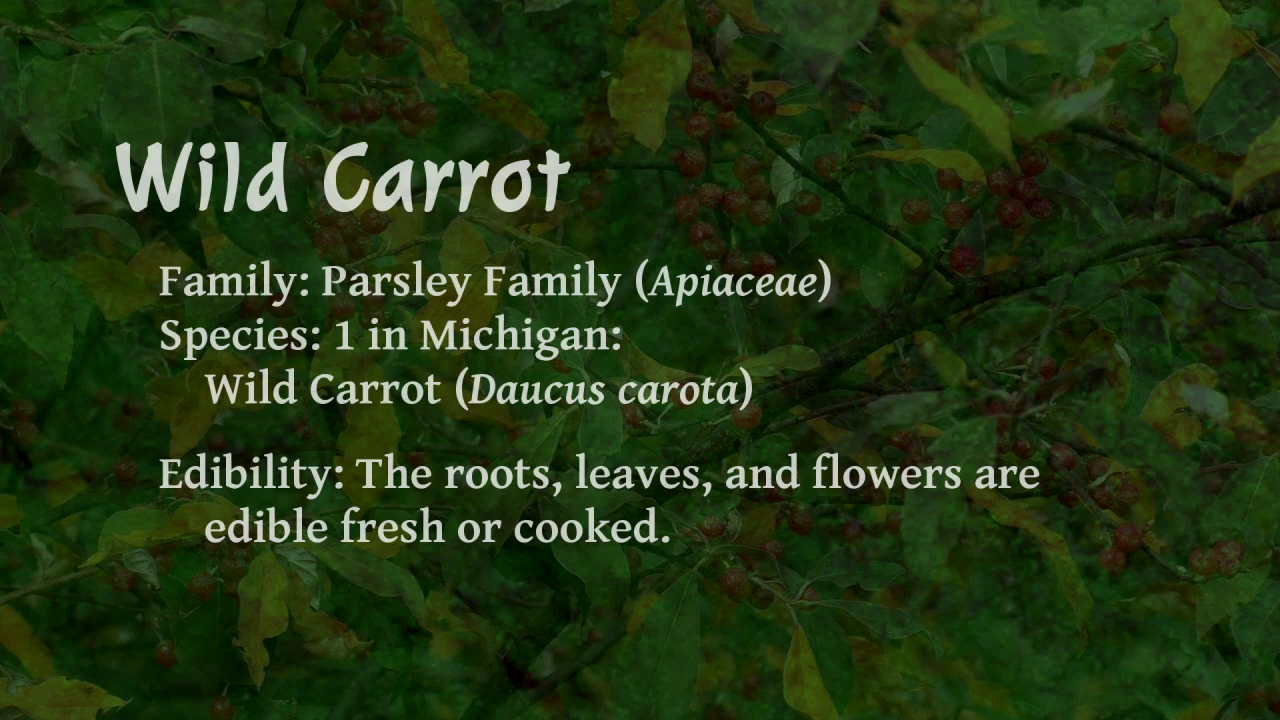 Wild Carrot
Family: Parsley Family (Apiaceae)
Species: 1 in Michigan:
Wild Carrot (Daucus carota)
Edibility: The roots, leaves, and flowers are
edible fresh or cooked.